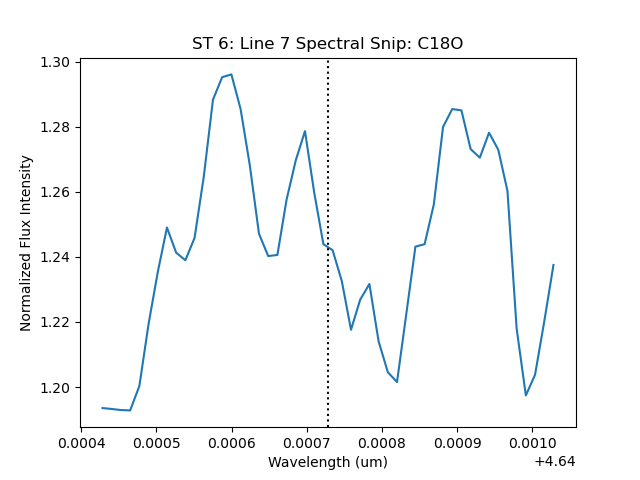 ST 6: Line 7 Spectral Snip: C18O
Normalized Flux Intensity
1.30
1.28
1.26
1.24
1.22
1.20
0.0004 0.0005 0.0006 0.0007 0.0008 0.0009 0.0010
Wavelength (um)
+4.64